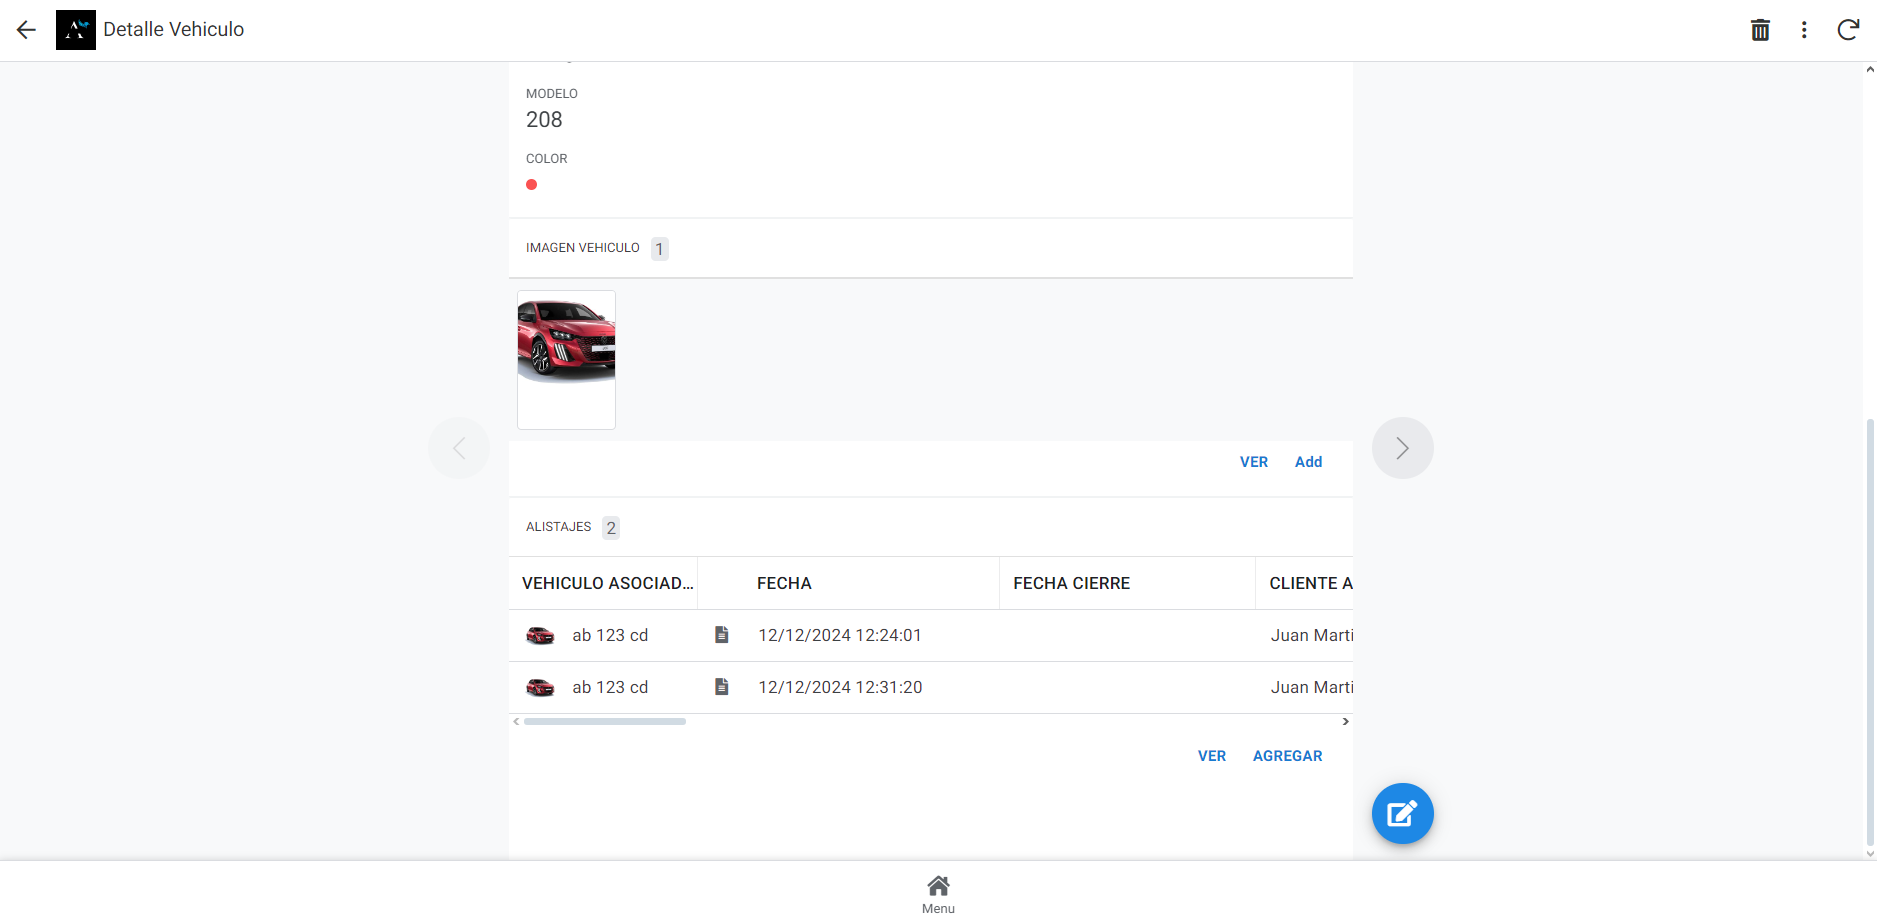 Detalle Vehiculo
MODELO
208
COLOR
IMAGEN VEHICULO 1
VER Add
ALISTAJES 2
VEHICULO ASOCIAD... FECHA FECHA CIERRE CLIENTE A
ab 123 cd 12/12/2024 12:24:01 Juan Marti
ab 123 cd 12/12/2024 12:31:20 Juan Marti
VER AGREGAR
Menu